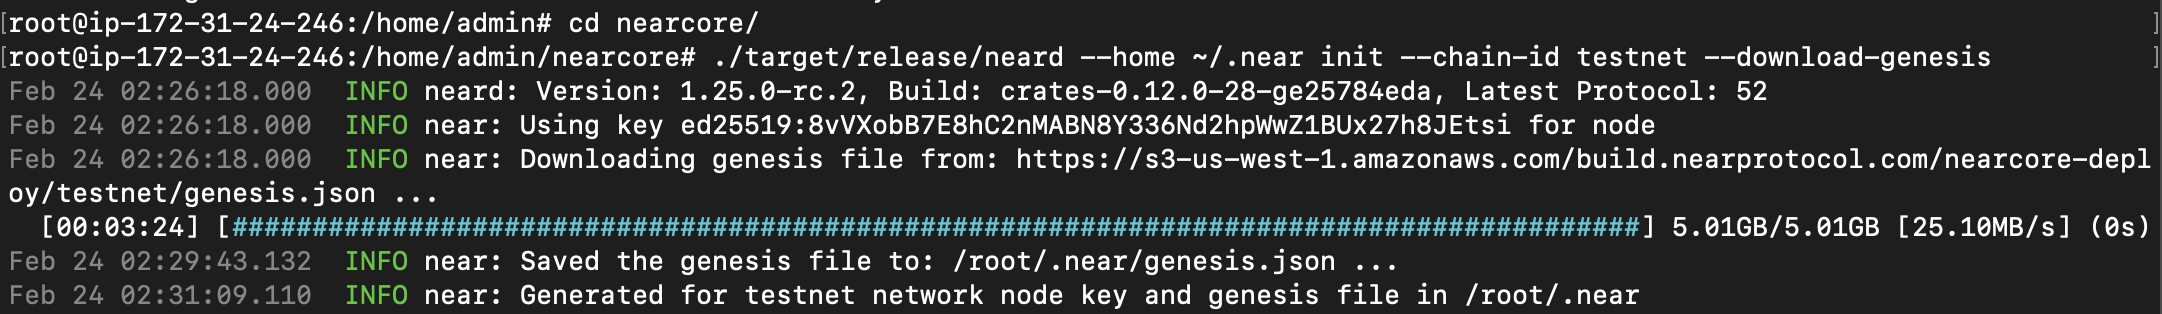 [root@ip-172-31-24-246:/home/admin# cd nearcore/ ]
[root@ip-172-31-24-246:/home/admin/nearcore# ./target/release/neard --home ~/.near init --chain-id testnet --download-genesis ]
Feb 24 02:26:18.000  INFO neard: Version: 1.25.0-rc.2, Build: crates-0.12.0-28-ge25784eda, Latest Protocol: 52
Feb 24 02:26:18.000  INFO near: Using key ed25519:8vVXobB7E8hC2nMABN8Y336Nd2hpWwZ1BUx27h8JEtsi for node
Feb 24 02:26:18.000  INFO near: Downloading genesis file from: https://s3-us-west-1.amazonaws.com/build.nearprotocol.com/nearcore-depl
oy/testnet/genesis.json ...
[00:03:24] [########################################################################################] 5.01GB/5.01GB [25.10MB/s] (0s)
Feb 24 02:29:43.132  INFO near: Saved the genesis file to: /root/.near/genesis.json ...
Feb 24 02:31:09.110  INFO near: Generated for testnet network node key and genesis file in /root/.near